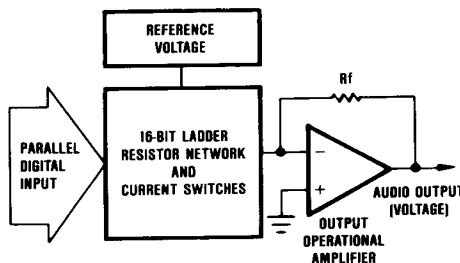 REFERENCE
VOLTAGE
Rf
PARALLEL
DIGITAL
INPUT
16-BIT LADDER
RESISTOR NETWORK
AND
CURRENT SWITCHES
−
+
AUDIO OUTPUT
(VOLTAGE)
OUTPUT
OPERATIONAL
AMPLIFIER